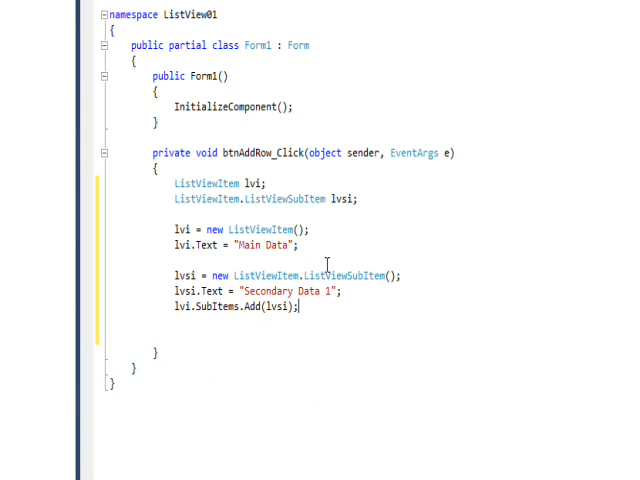 namespace ListView01
{
public partial class Form1 : Form
{
public Form1()
{
InitializeComponent();
}
private void btnAddRow_Click(object sender, EventArgs e)
{
ListViewItem lvi;
ListViewItem.ListViewSubItem lvsi;
lvi = new ListViewItem();
lvi.Text = "Main Data";
lvsi = new ListViewItem.ListViewSubItem();
lvsi.Text = "Secondary Data 1";
lvi.SubItems.Add(lvsi);
}
}
}